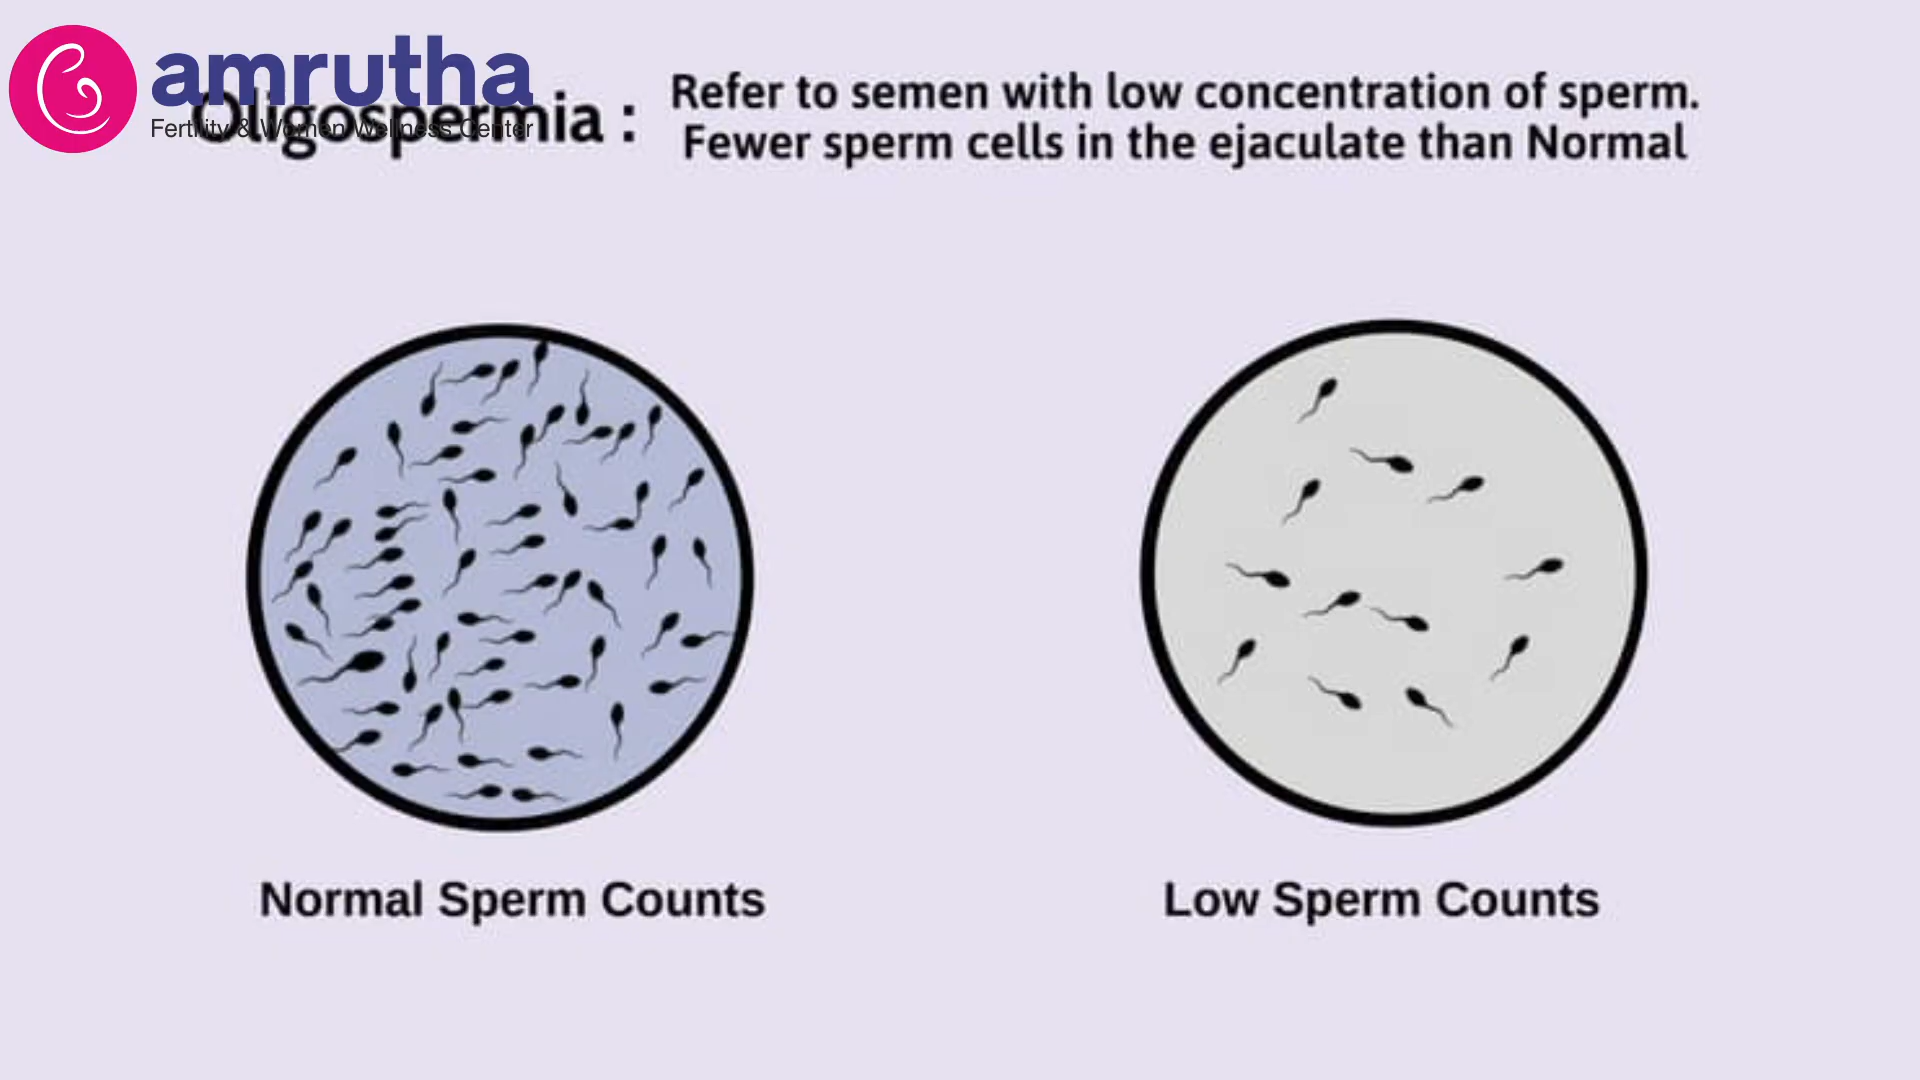 amrutha
Fertility & Women Wellness Center
Oligospermia :
Refer to semen with low concentration of sperm.
Fewer sperm cells in the ejaculate than Normal
Normal Sperm Counts
Low Sperm Counts